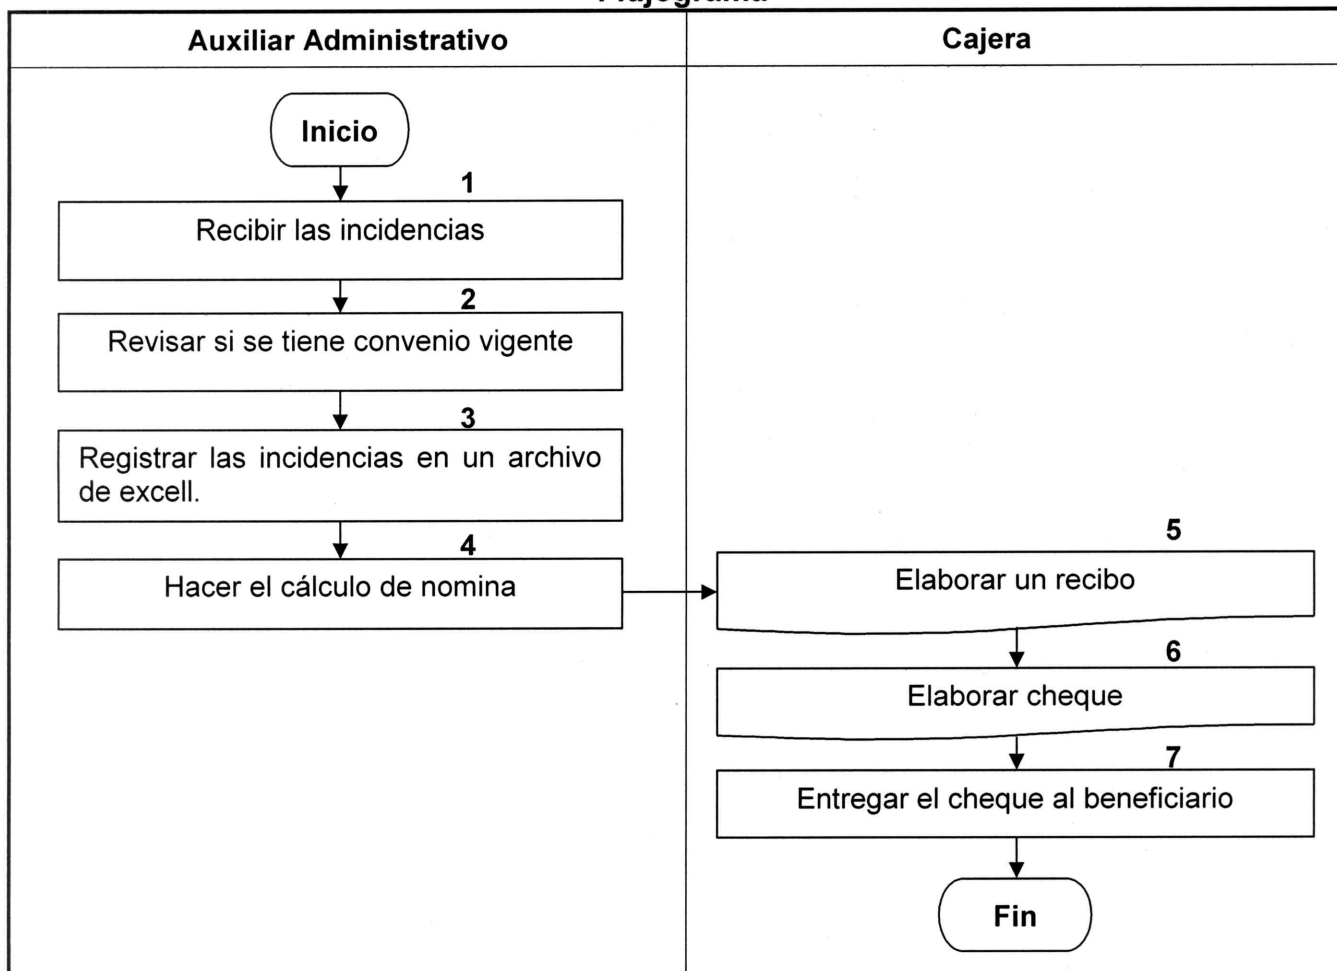 Auxiliar Administrativo
Cajera
Inicio
1
Recibir las incidencias
2
Revisar si se tiene convenio vigente
3
Registrar las incidencias en un archivo
de excell.
4
Hacer el cálculo de nomina
5
Elaborar un recibo
6
Elaborar cheque
7
Entregar el cheque al beneficiario
Fin